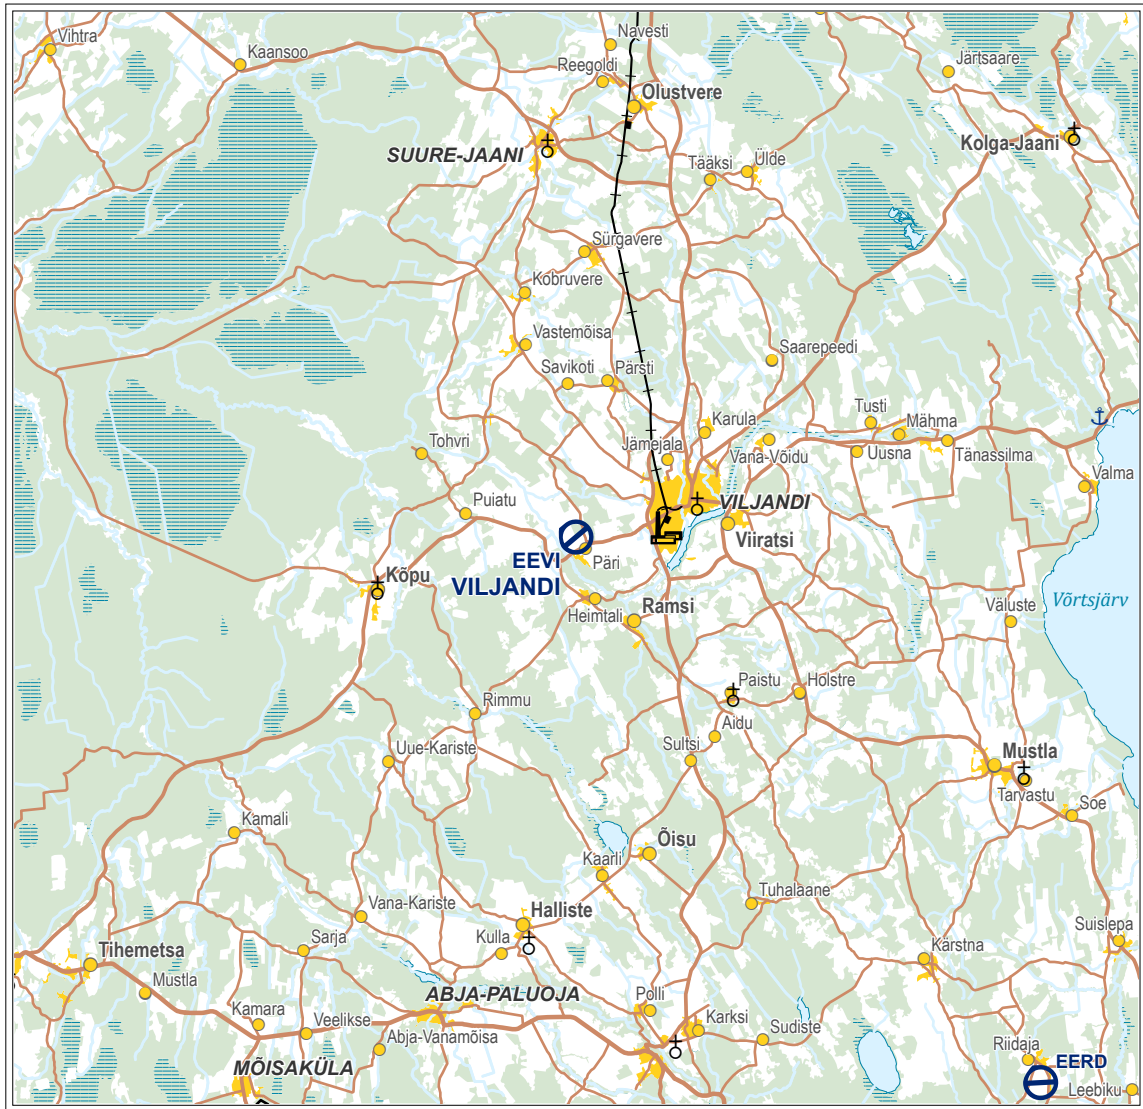 Vihtra
Navesti
Kaansoo
Reegoldi
Järtsaare
Olustvere
Kolga-Jaani
SUURE-JAANI
Tääksi
Ülde
Sürgavere
Kobruvere
Vastemõisa
Saarepeedi
Savikoti
Pärsti
Tusti
Karula
Mähma
Tohvri
Jämejala
Vana-Võidu
Uusna
Tänassilma
Valma
Puiatu
VILJANDI
Viiratsi
EEVI
Päri
VILJANDI
Kõpu
Võrtsjärv
Väluste
Heimtali
Ramsi
Paistu
Holstre
Rimmu
Aidu
Uue-Kariste
Sultsi
Mustla
Tarvastu
Soe
Kamali
Õisu
Kaarli
Tuhalaane
Vana-Kariste
Halliste
Suislepa
Sarja
Kulla
Kärstna
Tihemetsa
Mustla
ABJA-PALUOJA
Polli
Kamara
Veelikse
Karksi
Sudiste
Abja-Vanamõisa
Riidaja
EERD
MÕISAKÜLA
Leebiku